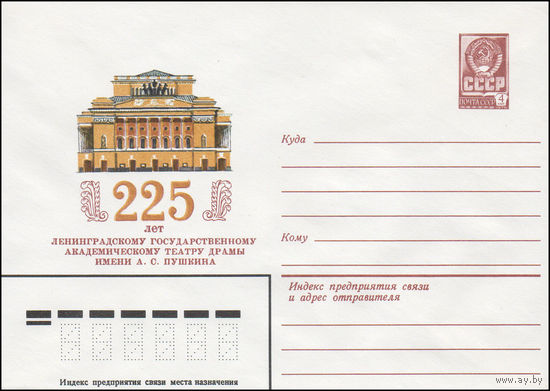 СССР
ПОЧТА СССР 4
225
лет
ЛЕНИНГРАДСКОМУ ГОСУДАРСТВЕННОМУ
АКАДЕМИЧЕСКОМУ ТЕАТРУ ДРАМЫ
ИМЕНИ А. С. ПУШКИНА
Куда
Кому
Индекс предприятия связи
и адрес отправителя
Индекс предприятия связи места назначения
www.ay.by